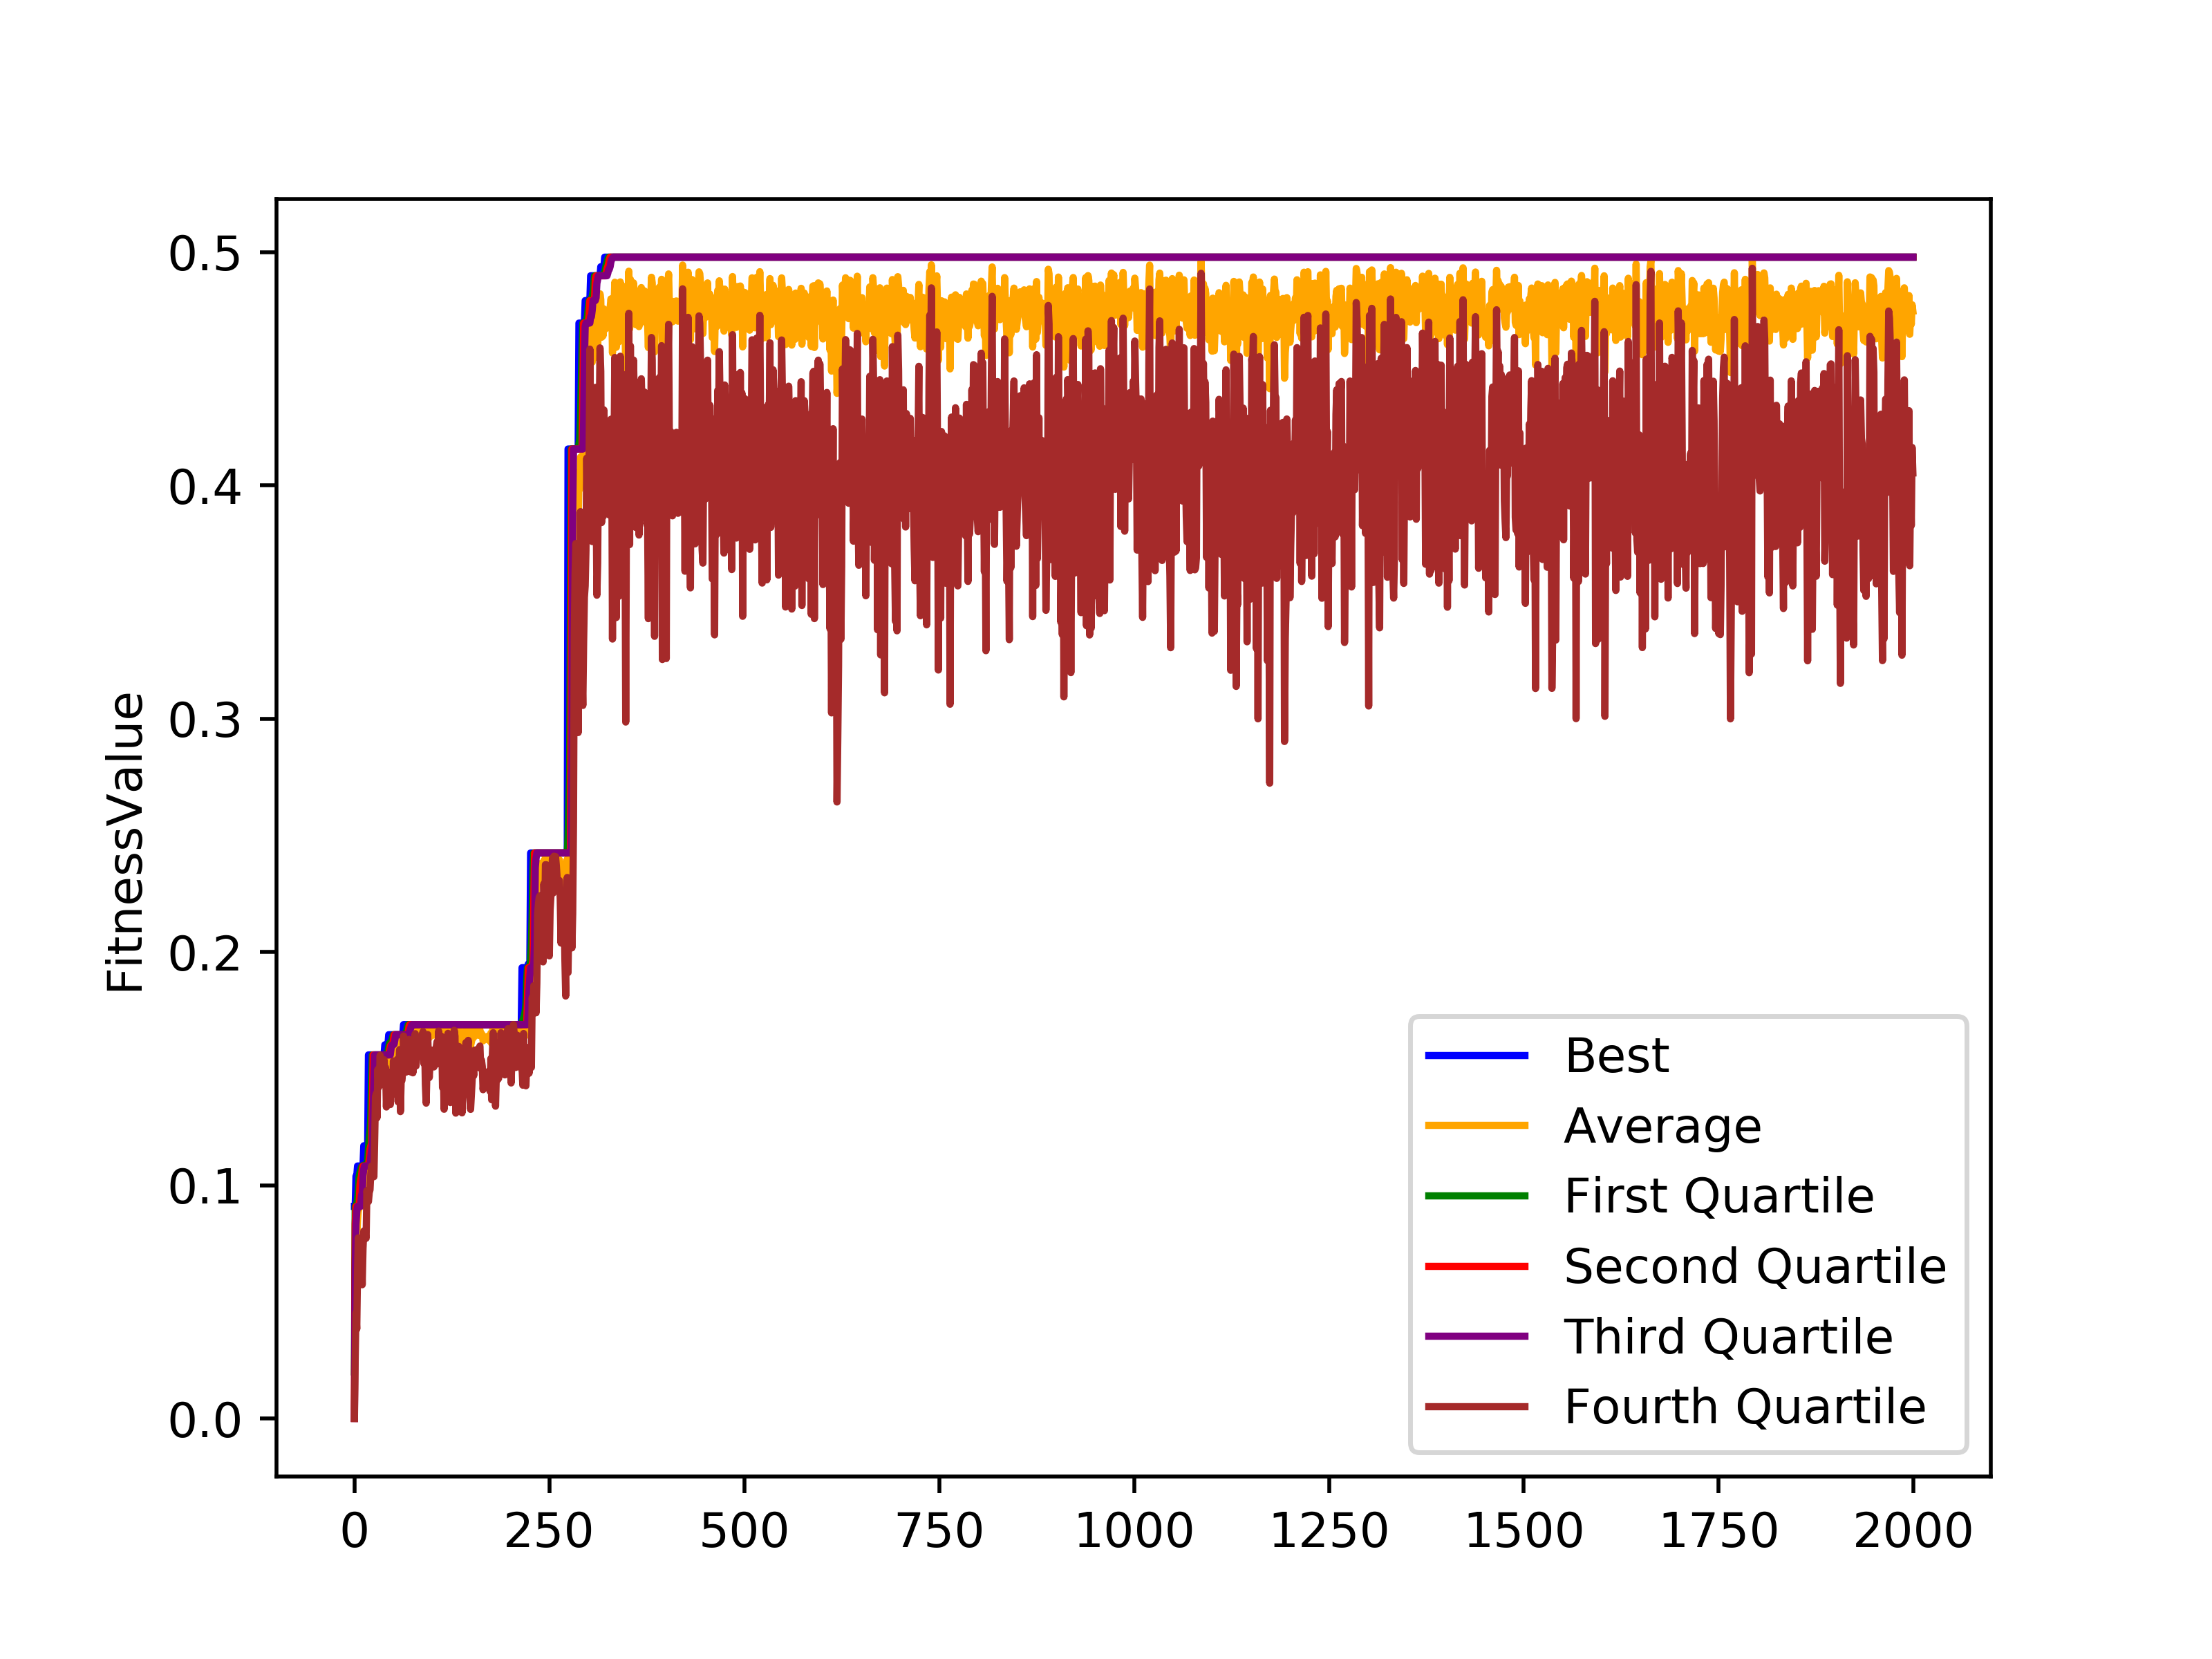 0.5
0.4
0.3
0.2
0.1
0.0
FitnessValue
0 250 500 750 1000 1250 1500 1750 2000
Best
Average
First Quartile
Second Quartile
Third Quartile
Fourth Quartile